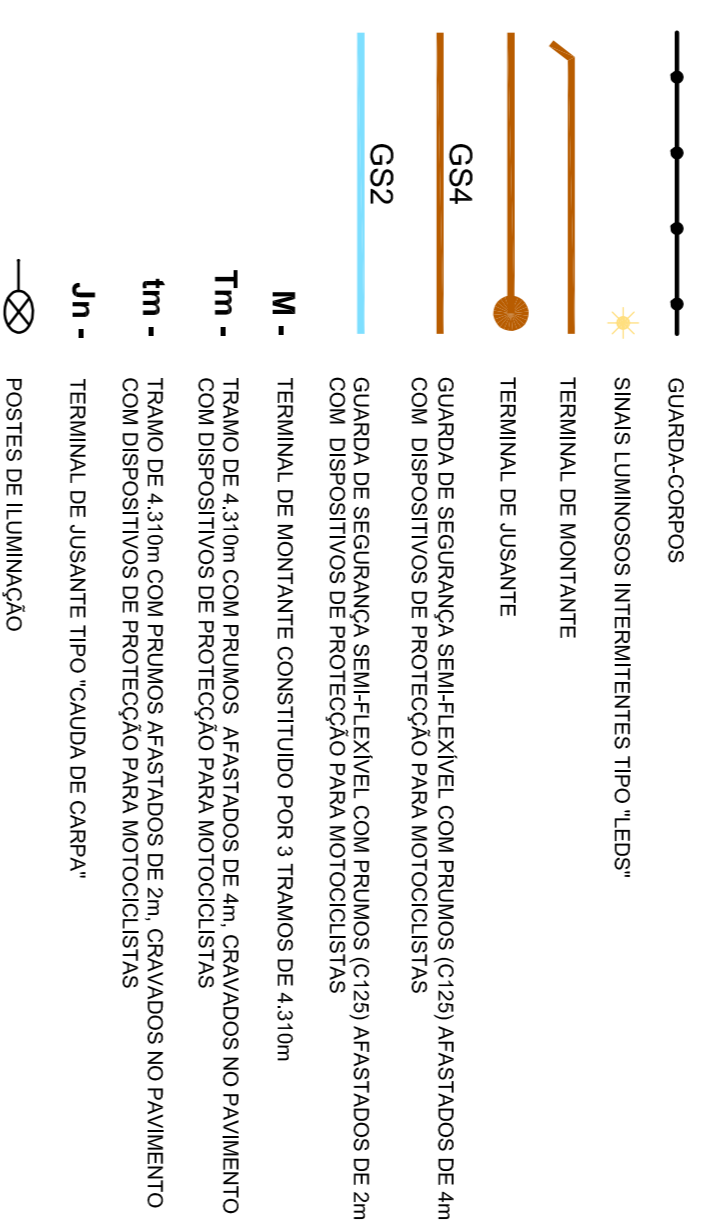 GUARDA-CORPOS
SINAIS LUMINOSOS INTERMITENTES TIPO "LEDS"
TERMINAL DE MONTANTE
TERMINAL DE JUSANTE
GS4
GUARDA DE SEGURANÇA SEMI-FLEXÍVEL COM PRUMOS (C125) AFASTADOS DE 4m
COM DISPOSITIVOS DE PROTECÇÃO PARA MOTOCICLISTAS
GS2
GUARDA DE SEGURANÇA SEMI-FLEXÍVEL COM PRUMOS (C125) AFASTADOS DE 2m
COM DISPOSITIVOS DE PROTECÇÃO PARA MOTOCICLISTAS
M - TERMINAL DE MONTANTE CONSTITUIDO POR 3 TRAMOS DE 4.310m
Tm - TRAMO DE 4.310m COM PRUMOS AFASTADOS DE 4m, CRAVADOS NO PAVIMENTO
COM DISPOSITIVOS DE PROTECÇÃO PARA MOTOCICLISTAS
tm - TRAMO DE 4.310m COM PRUMOS AFASTADOS DE 2m, CRAVADOS NO PAVIMENTO
COM DISPOSITIVOS DE PROTECÇÃO PARA MOTOCICLISTAS
Jn - TERMINAL DE JUSANTE TIPO "CAUDA DE CARPA"
POSTES DE ILUMINAÇÃO